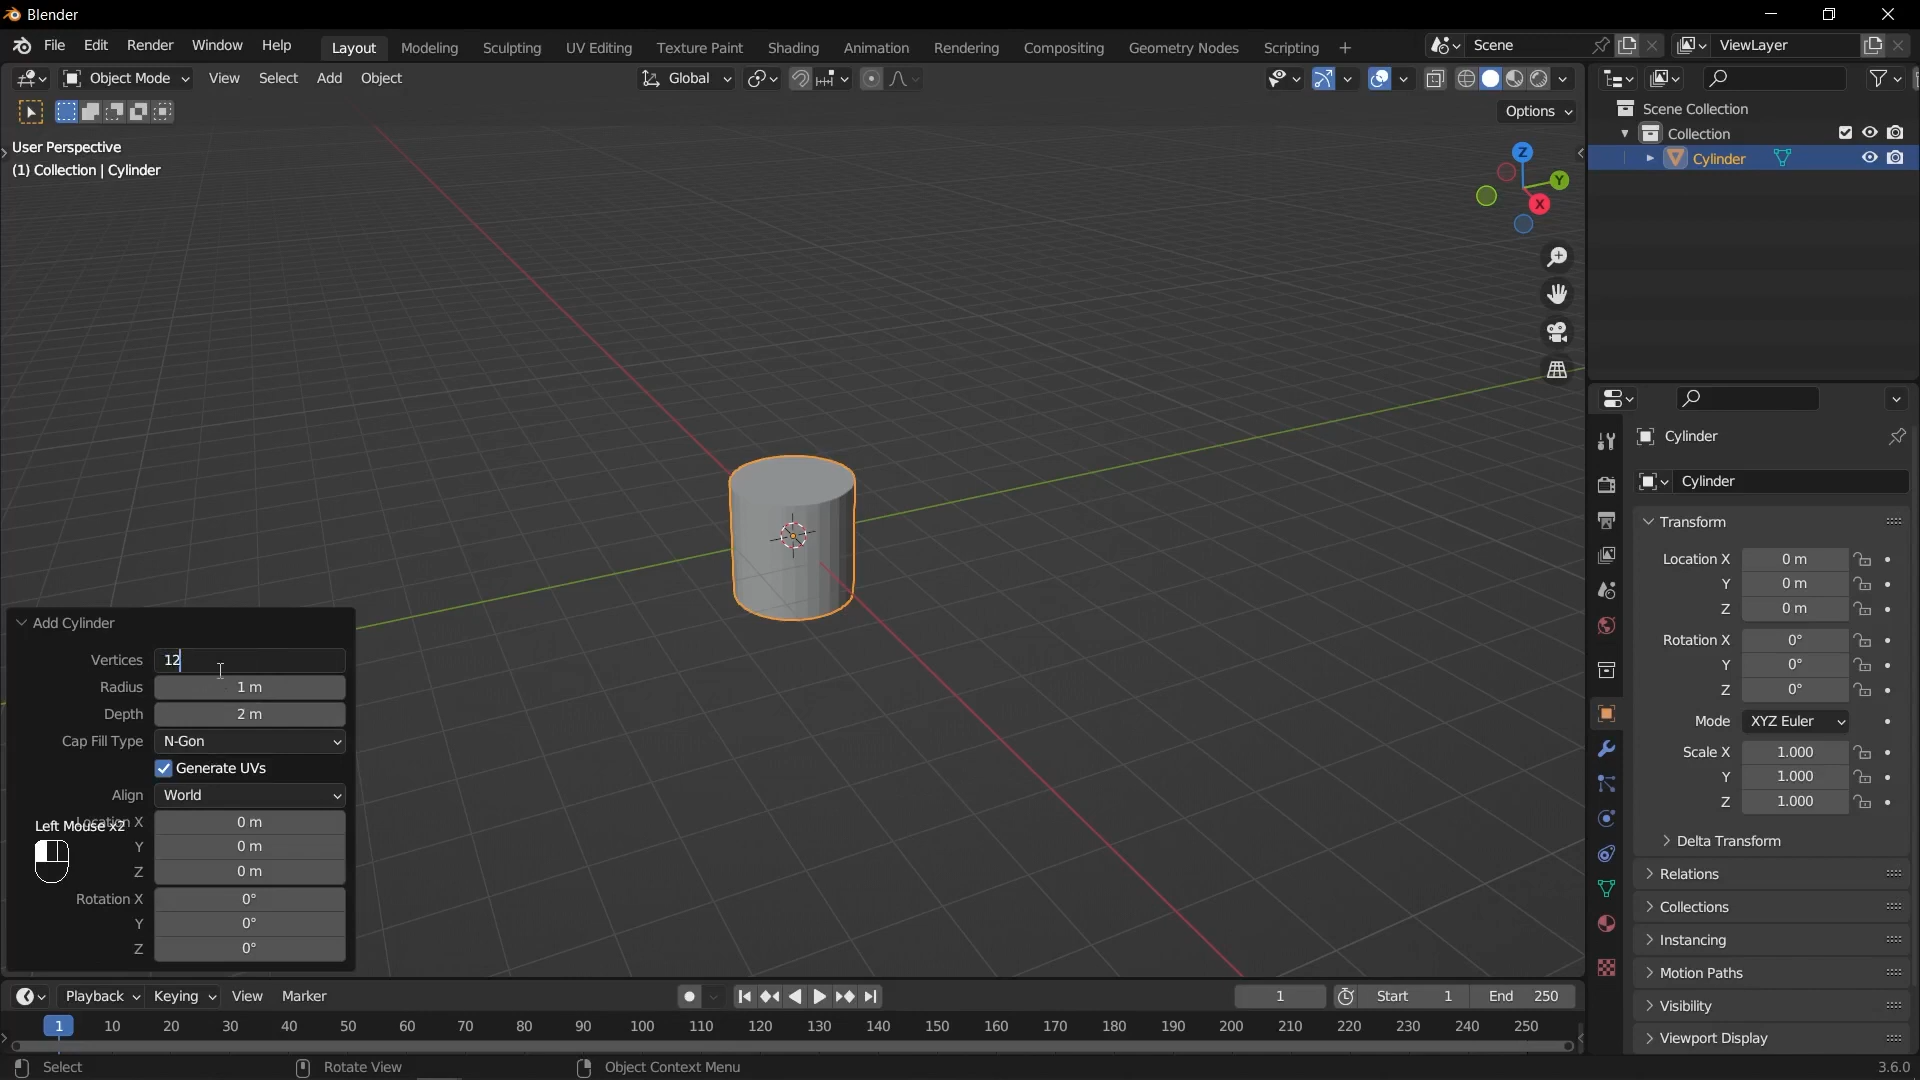 Blender
File Edit Render Window Help Layout Modeling Sculpting UV Editing Texture Paint Shading Animation Rendering Compositing Geometry Nodes Scripting + Scene ViewLayer
Object Mode View Select Add Object Global
Options
User Perspective
(1) Collection | Cylinder
Z
Y
X
Scene Collection
Collection
Cylinder
Cylinder
Cylinder
Transform
Location X 0 m
Y 0 m
Z 0 m
Rotation X 0°
Y 0°
Z 0°
Mode XYZ Euler
Scale X 1.000
Y 1.000
Z 1.000
Delta Transform
Relations
Collections
Instancing
Motion Paths
Visibility
Viewport Display
Add Cylinder
Vertices 12
Radius 1 m
Depth 2 m
Cap Fill Type N-Gon
Generate UVs
Align World
Location X 0 m
Left Mouse x2
Y 0 m
Z 0 m
Rotation X 0°
Y 0°
Z 0°
Playback Keying View Marker 1 Start 1 End 250
1 10 20 30 40 50 60 70 80 90 100 110 120 130 140 150 160 170 180 190 200 210 220 230 240 250
Select Rotate View Object Context Menu 3.6.0